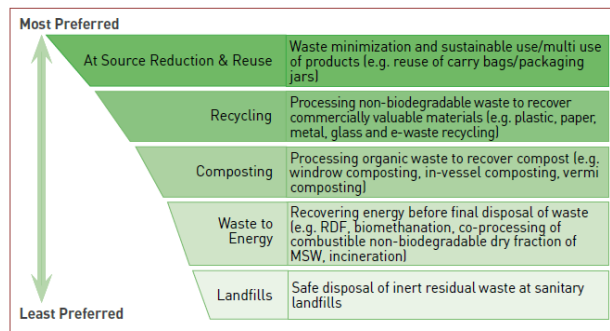 Most Preferred
At Source Reduction & Reuse
Waste minimization and sustainable use/multi
use of products (e.g. reuse of carry bags/packaging
jars)
Recycling
Processing non-biodegradable waste to recover
commercially valuable materials (e.g. plastic, paper,
metal, glass and e-waste recycling)
Composting
Processing organic waste to recover compost (e.g.
windrow composting, in-vessel composting, vermi
composting)
Waste to
Energy
Recovering energy before final disposal of waste
(e.g. RDF, biomethanation, co-processing of
combustible non-biodegradable dry fraction of
MSW, incineration)
Landfills
Safe disposal of inert residual waste at sanitary
landfills
Least Preferred